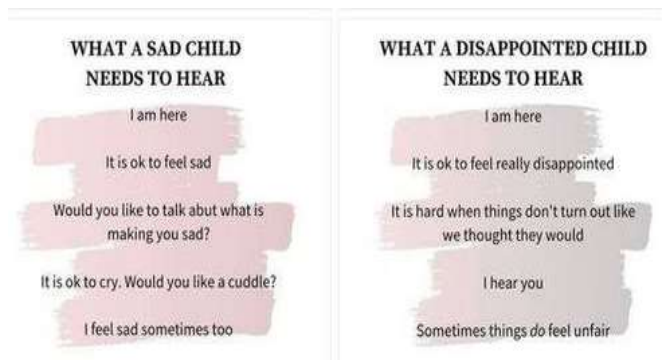 WHAT A SAD CHILD
NEEDS TO HEAR
I am here
It is ok to feel sad
Would you like to talk abut what is
making you sad?
It is ok to cry. Would you like a cuddle?
I feel sad sometimes too
WHAT A DISAPPOINTED CHILD
NEEDS TO HEAR
I am here
It is ok to feel really disappointed
It is hard when things don't turn out like
we thought they would
I hear you
Sometimes things do feel unfair